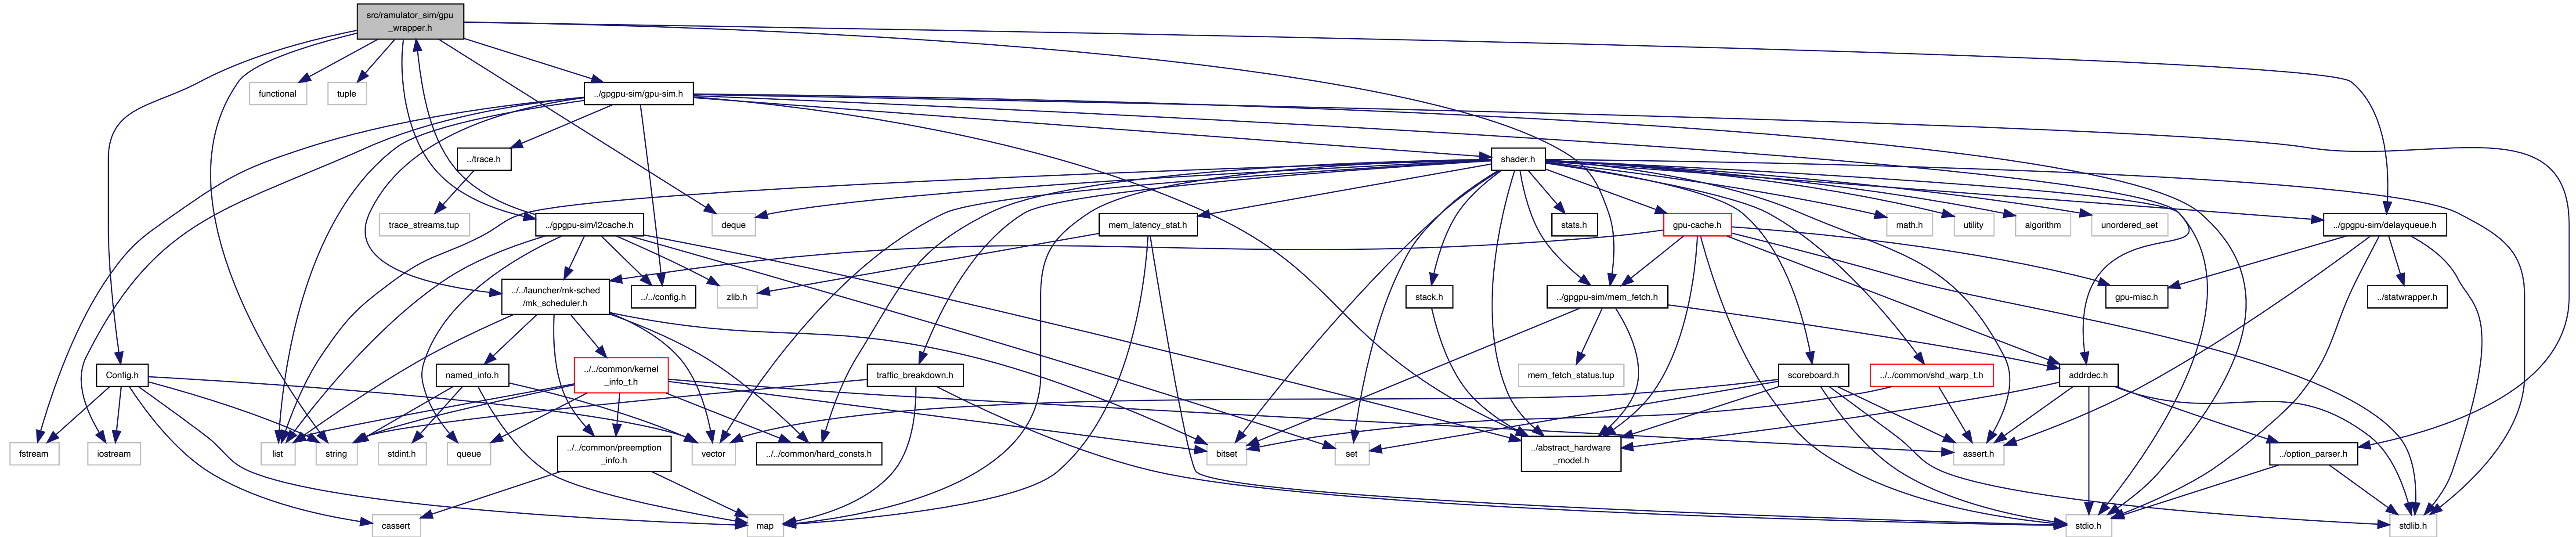 src/ramulator_sim/gpu
_wrapper.h
functional
tuple
../gpgpu-sim/gpu-sim.h
../trace.h
shader.h
trace_streams.tup
../gpgpu-sim/l2cache.h
deque
mem_latency_stat.h
stats.h
gpu-cache.h
math.h
utility
algorithm
unordered_set
../gpgpu-sim/delayqueue.h
../../launcher/mk-sched
/mk_scheduler.h
../../config.h
zlib.h
stack.h
../gpgpu-sim/mem_fetch.h
gpu-misc.h
../statwrapper.h
Config.h
named_info.h
../../common/kernel
_info_t.h
traffic_breakdown.h
mem_fetch_status.tup
scoreboard.h
../../common/shd_warp_t.h
addrdec.h
fstream
iostream
list
string
stdint.h
queue
../../common/preemption
_info.h
vector
../../common/hard_consts.h
bitset
set
../abstract_hardware
_model.h
assert.h
../option_parser.h
cassert
map
stdio.h
stdlib.h